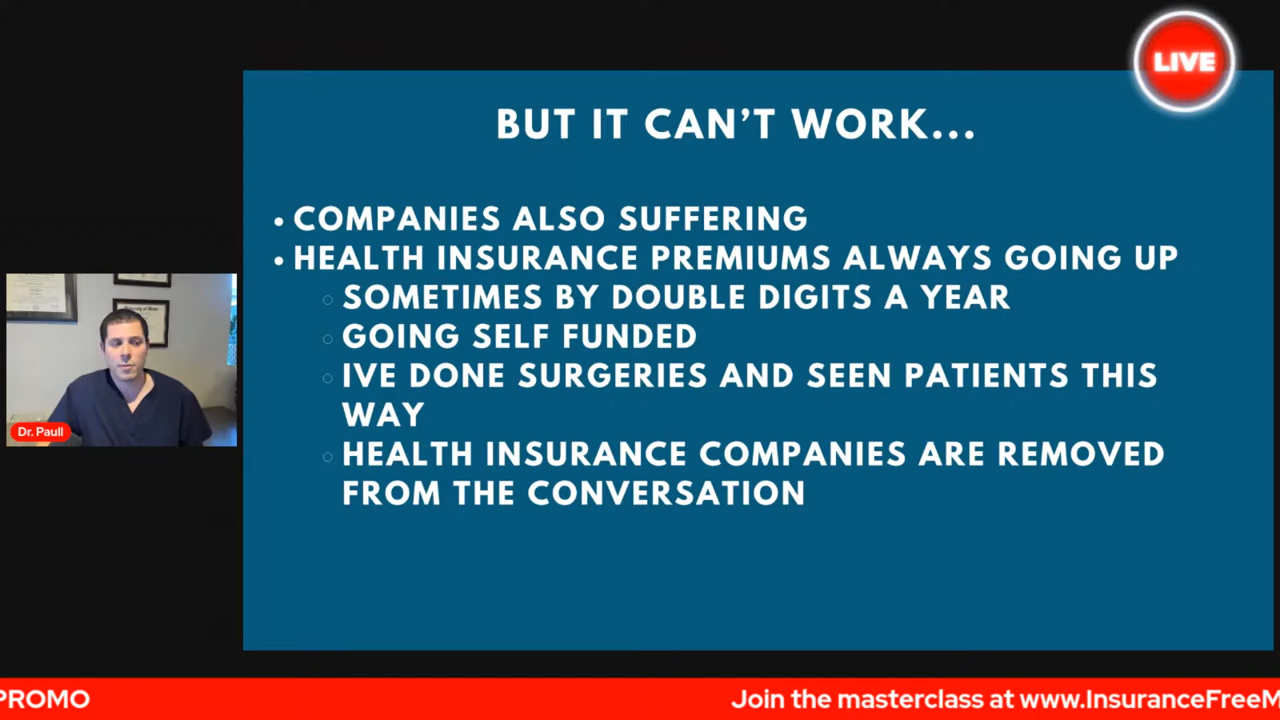 LIVE
BUT IT CAN'T WORK...
• COMPANIES ALSO SUFFERING
• HEALTH INSURANCE PREMIUMS ALWAYS GOING UP
○ SOMETIMES BY DOUBLE DIGITS A YEAR
○ GOING SELF FUNDED
○ IVE DONE SURGERIES AND SEEN PATIENTS THIS
WAY
○ HEALTH INSURANCE COMPANIES ARE REMOVED
FROM THE CONVERSATION
Dr. Paull
PROMO
Join the masterclass at www.InsuranceFreeM